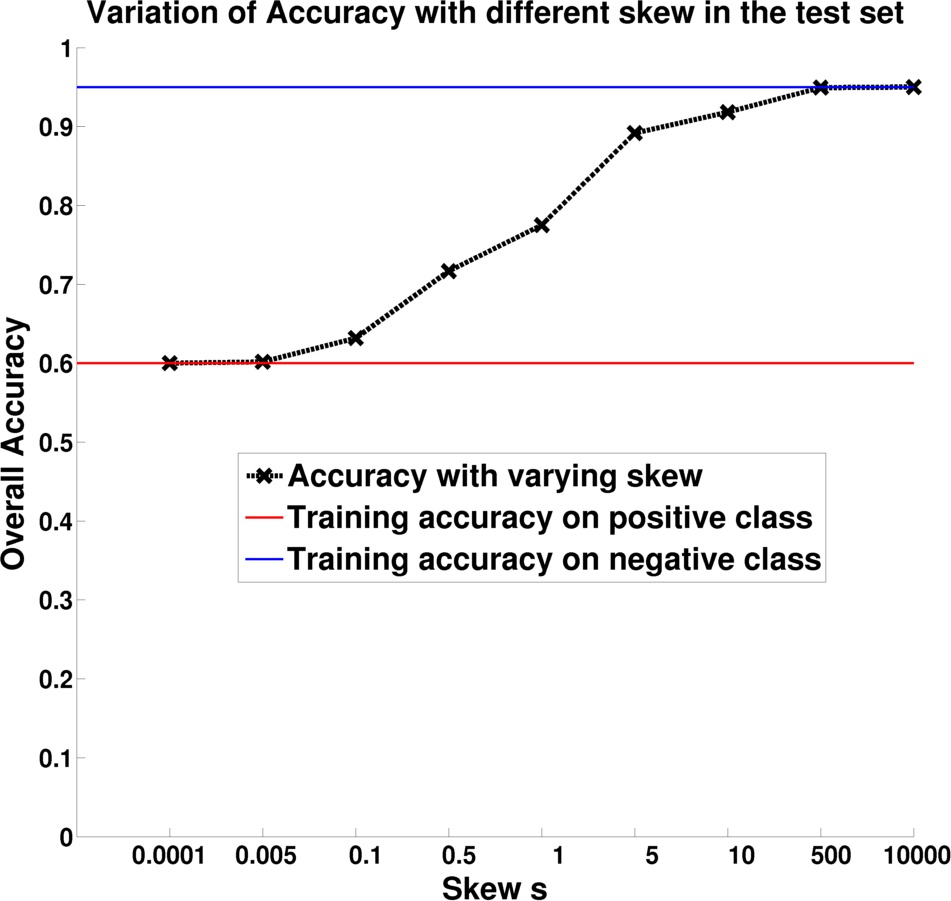 Variation of Accuracy with different skew in the test set
1
0.9
0.8
0.7
0.6
0.5
0.4
0.3
0.2
0.1
0
Overall Accuracy
Accuracy with varying skew
Training accuracy on positive class
Training accuracy on negative class
0.0001 0.005 0.1 0.5 1 5 10 500 10000
Skew s